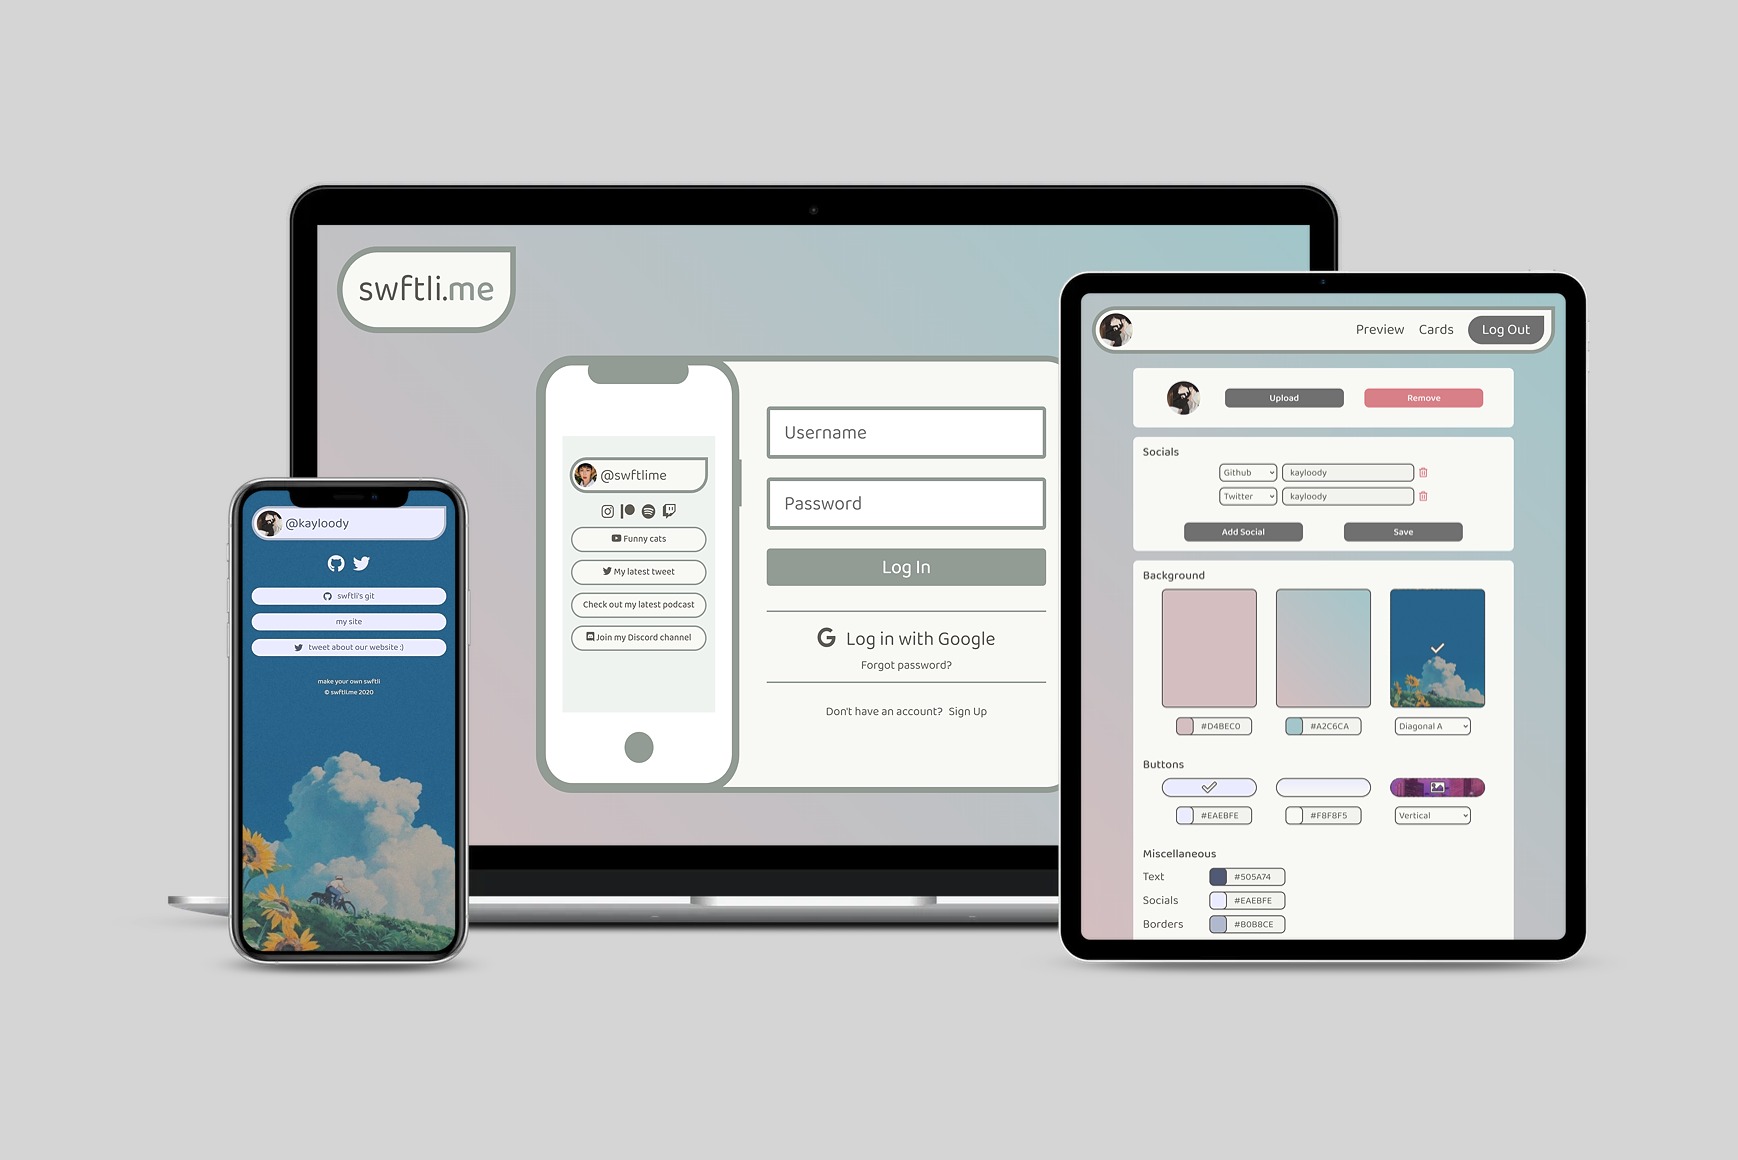 swftli.me
@swftlime
Funny cats
My latest tweet
Check out my latest podcast
Join my Discord channel
Username
Password
Log In
G Log in with Google
Forgot password?
Don't have an account? Sign Up
@kayloody
swftli's git
my site
tweet about our website :)
make your own swftli
© swftli.me 2020
Preview Cards Log Out
Upload Remove
Socials
Github kayloody
Twitter kayloody
Add Social Save
Background
#D4BEC0 #A2C6CA Diagonal A
Buttons
#EAEBFE #F8F8F5 Vertical
Miscellaneous
Text #505A74
Socials #EAEBFE
Borders #B0B8CE